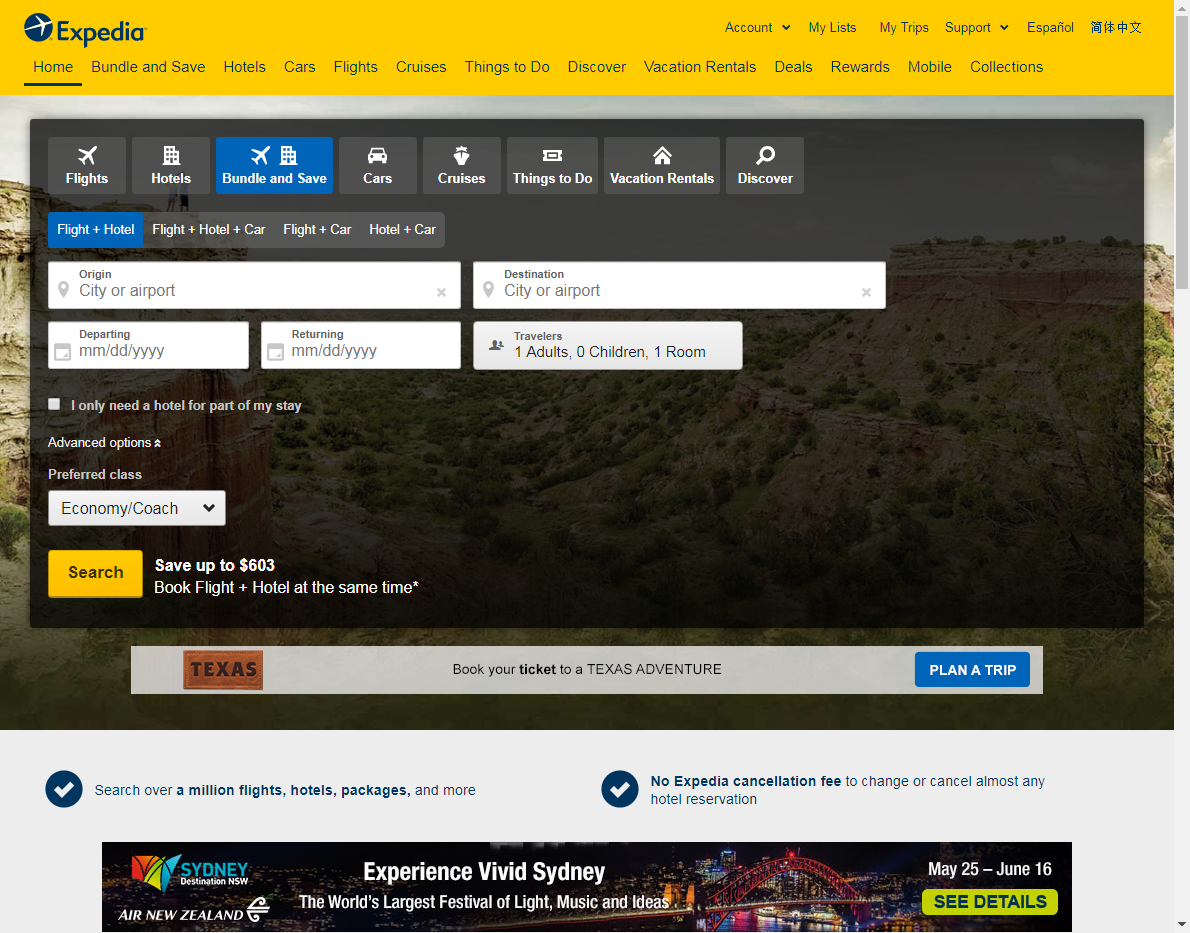 Expedia
Account My Lists My Trips Support Español 简体中文
Home Bundle and Save Hotels Cars Flights Cruises Things to Do Discover Vacation Rentals Deals Rewards Mobile Collections
Flights Hotels Bundle and Save Cars Cruises Things to Do Vacation Rentals Discover
Flight + Hotel Flight + Hotel + Car Flight + Car Hotel + Car
Origin
City or airport
Destination
City or airport
Departing
mm/dd/yyyy
Returning
mm/dd/yyyy
Travelers
1 Adults, 0 Children, 1 Room
I only need a hotel for part of my stay
Advanced options
Preferred class
Economy/Coach
Search
Save up to $603
Book Flight + Hotel at the same time*
TEXAS
Book your ticket to a TEXAS ADVENTURE
PLAN A TRIP
Search over a million flights, hotels, packages, and more
No Expedia cancellation fee to change or cancel almost any
hotel reservation
SYDNEY
Destination NSW
AIR NEW ZEALAND
Experience Vivid Sydney
The World's Largest Festival of Light, Music and Ideas
May 25 – June 16
SEE DETAILS